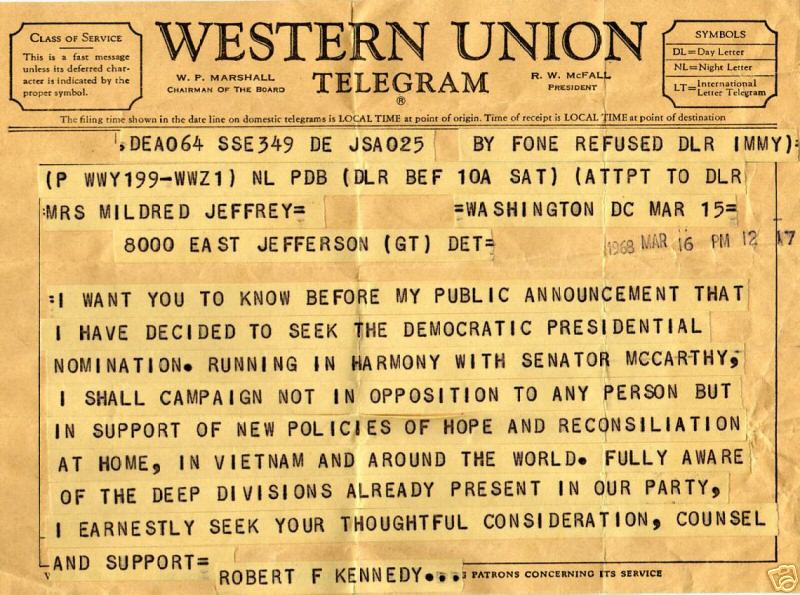 CLASS OF SERVICE
This is a fast message
unless its deferred char-
acter is indicated by the
proper symbol.
WESTERN UNION
TELEGRAM
®
W. P. MARSHALL
CHAIRMAN OF THE BOARD
R. W. McFALL
PRESIDENT
SYMBOLS
DL=Day Letter
NL=Night Letter
LT=International
Letter Telegram
The filing time shown in the date line on domestic telegrams is LOCAL TIME at point of origin. Time of receipt is LOCAL TIME at point of destination
DEA064 SSE349 DE JSA025 BY FONE REFUSED DLR (MMY):
(P WWY199-WWZ1) NL PDB (DLR BEF 10A SAT) (ATTPT TO DLR
:MRS MILDRED JEFFREY= =WASHINGTON DC MAR 15=
8000 EAST JEFFERSON (GT) DET= 1968 MAR 16 PM 12 17
:I WANT YOU TO KNOW BEFORE MY PUBLIC ANNOUNCEMENT THAT
I HAVE DECIDED TO SEEK THE DEMOCRATIC PRESIDENTIAL
NOMINATION. RUNNING IN HARMONY WITH SENATOR MCCARTHY,
I SHALL CAMPAIGN NOT IN OPPOSITION TO ANY PERSON BUT
IN SUPPORT OF NEW POLICIES OF HOPE AND RECONSILIATION
AT HOME, IN VIETNAM AND AROUND THE WORLD. FULLY AWARE
OF THE DEEP DIVISIONS ALREADY PRESENT IN OUR PARTY,
I EARNESTLY SEEK YOUR THOUGHTFUL CONSIDERATION, COUNSEL
AND SUPPORT=
ROBERT F KENNEDY...
PATRONS CONCERNING ITS SERVICE